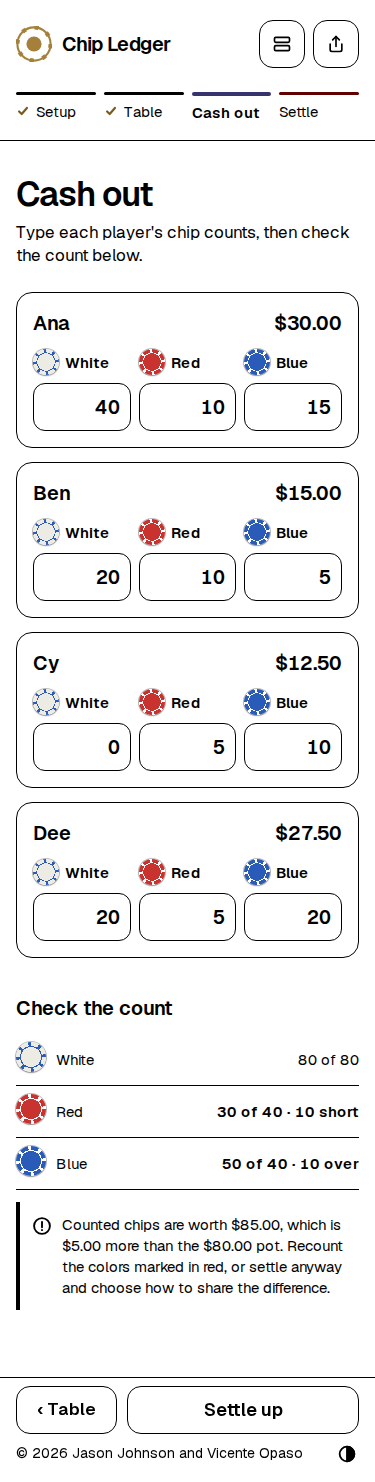 Chip Ledger
Setup Table Cash out Settle
Cash out
Type each player's chip counts, then check
the count below.
Ana $30.00
White Red Blue
40 10 15
Ben $15.00
White Red Blue
20 10 5
Cy $12.50
White Red Blue
0 5 10
Dee $27.50
White Red Blue
20 5 20
Check the count
White 80 of 80
Red 30 of 40 · 10 short
Blue 50 of 40 · 10 over
Counted chips are worth $85.00, which is
$5.00 more than the $80.00 pot. Recount
the colors marked in red, or settle anyway
and choose how to share the difference.
‹ Table Settle up
© 2026 Jason Johnson and Vicente Opaso